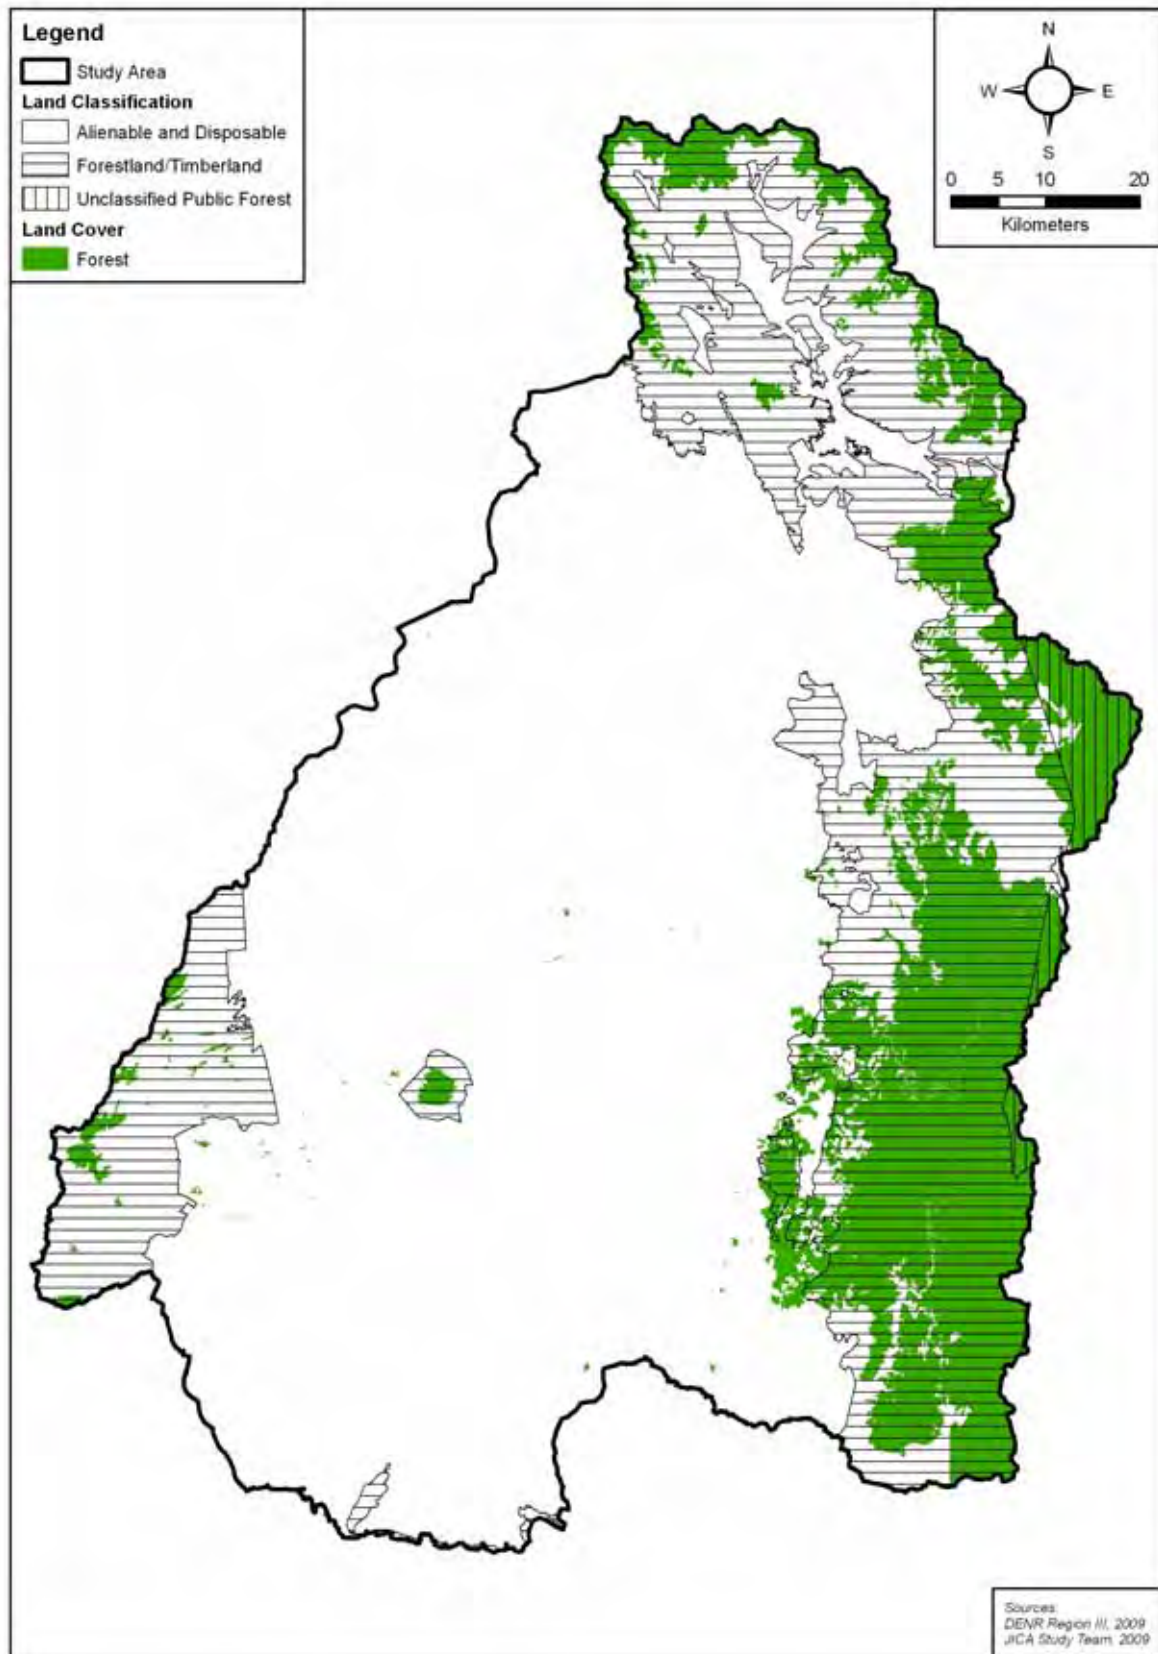 Legend
Study Area
Land Classification
Alienable and Disposable
Forestland/Timberland
Unclassified Public Forest
Land Cover
Forest
N
W E
S
0 5 10 20
Kilometers
Sources:
DENR Region III, 2009
JICA Study Team, 2009